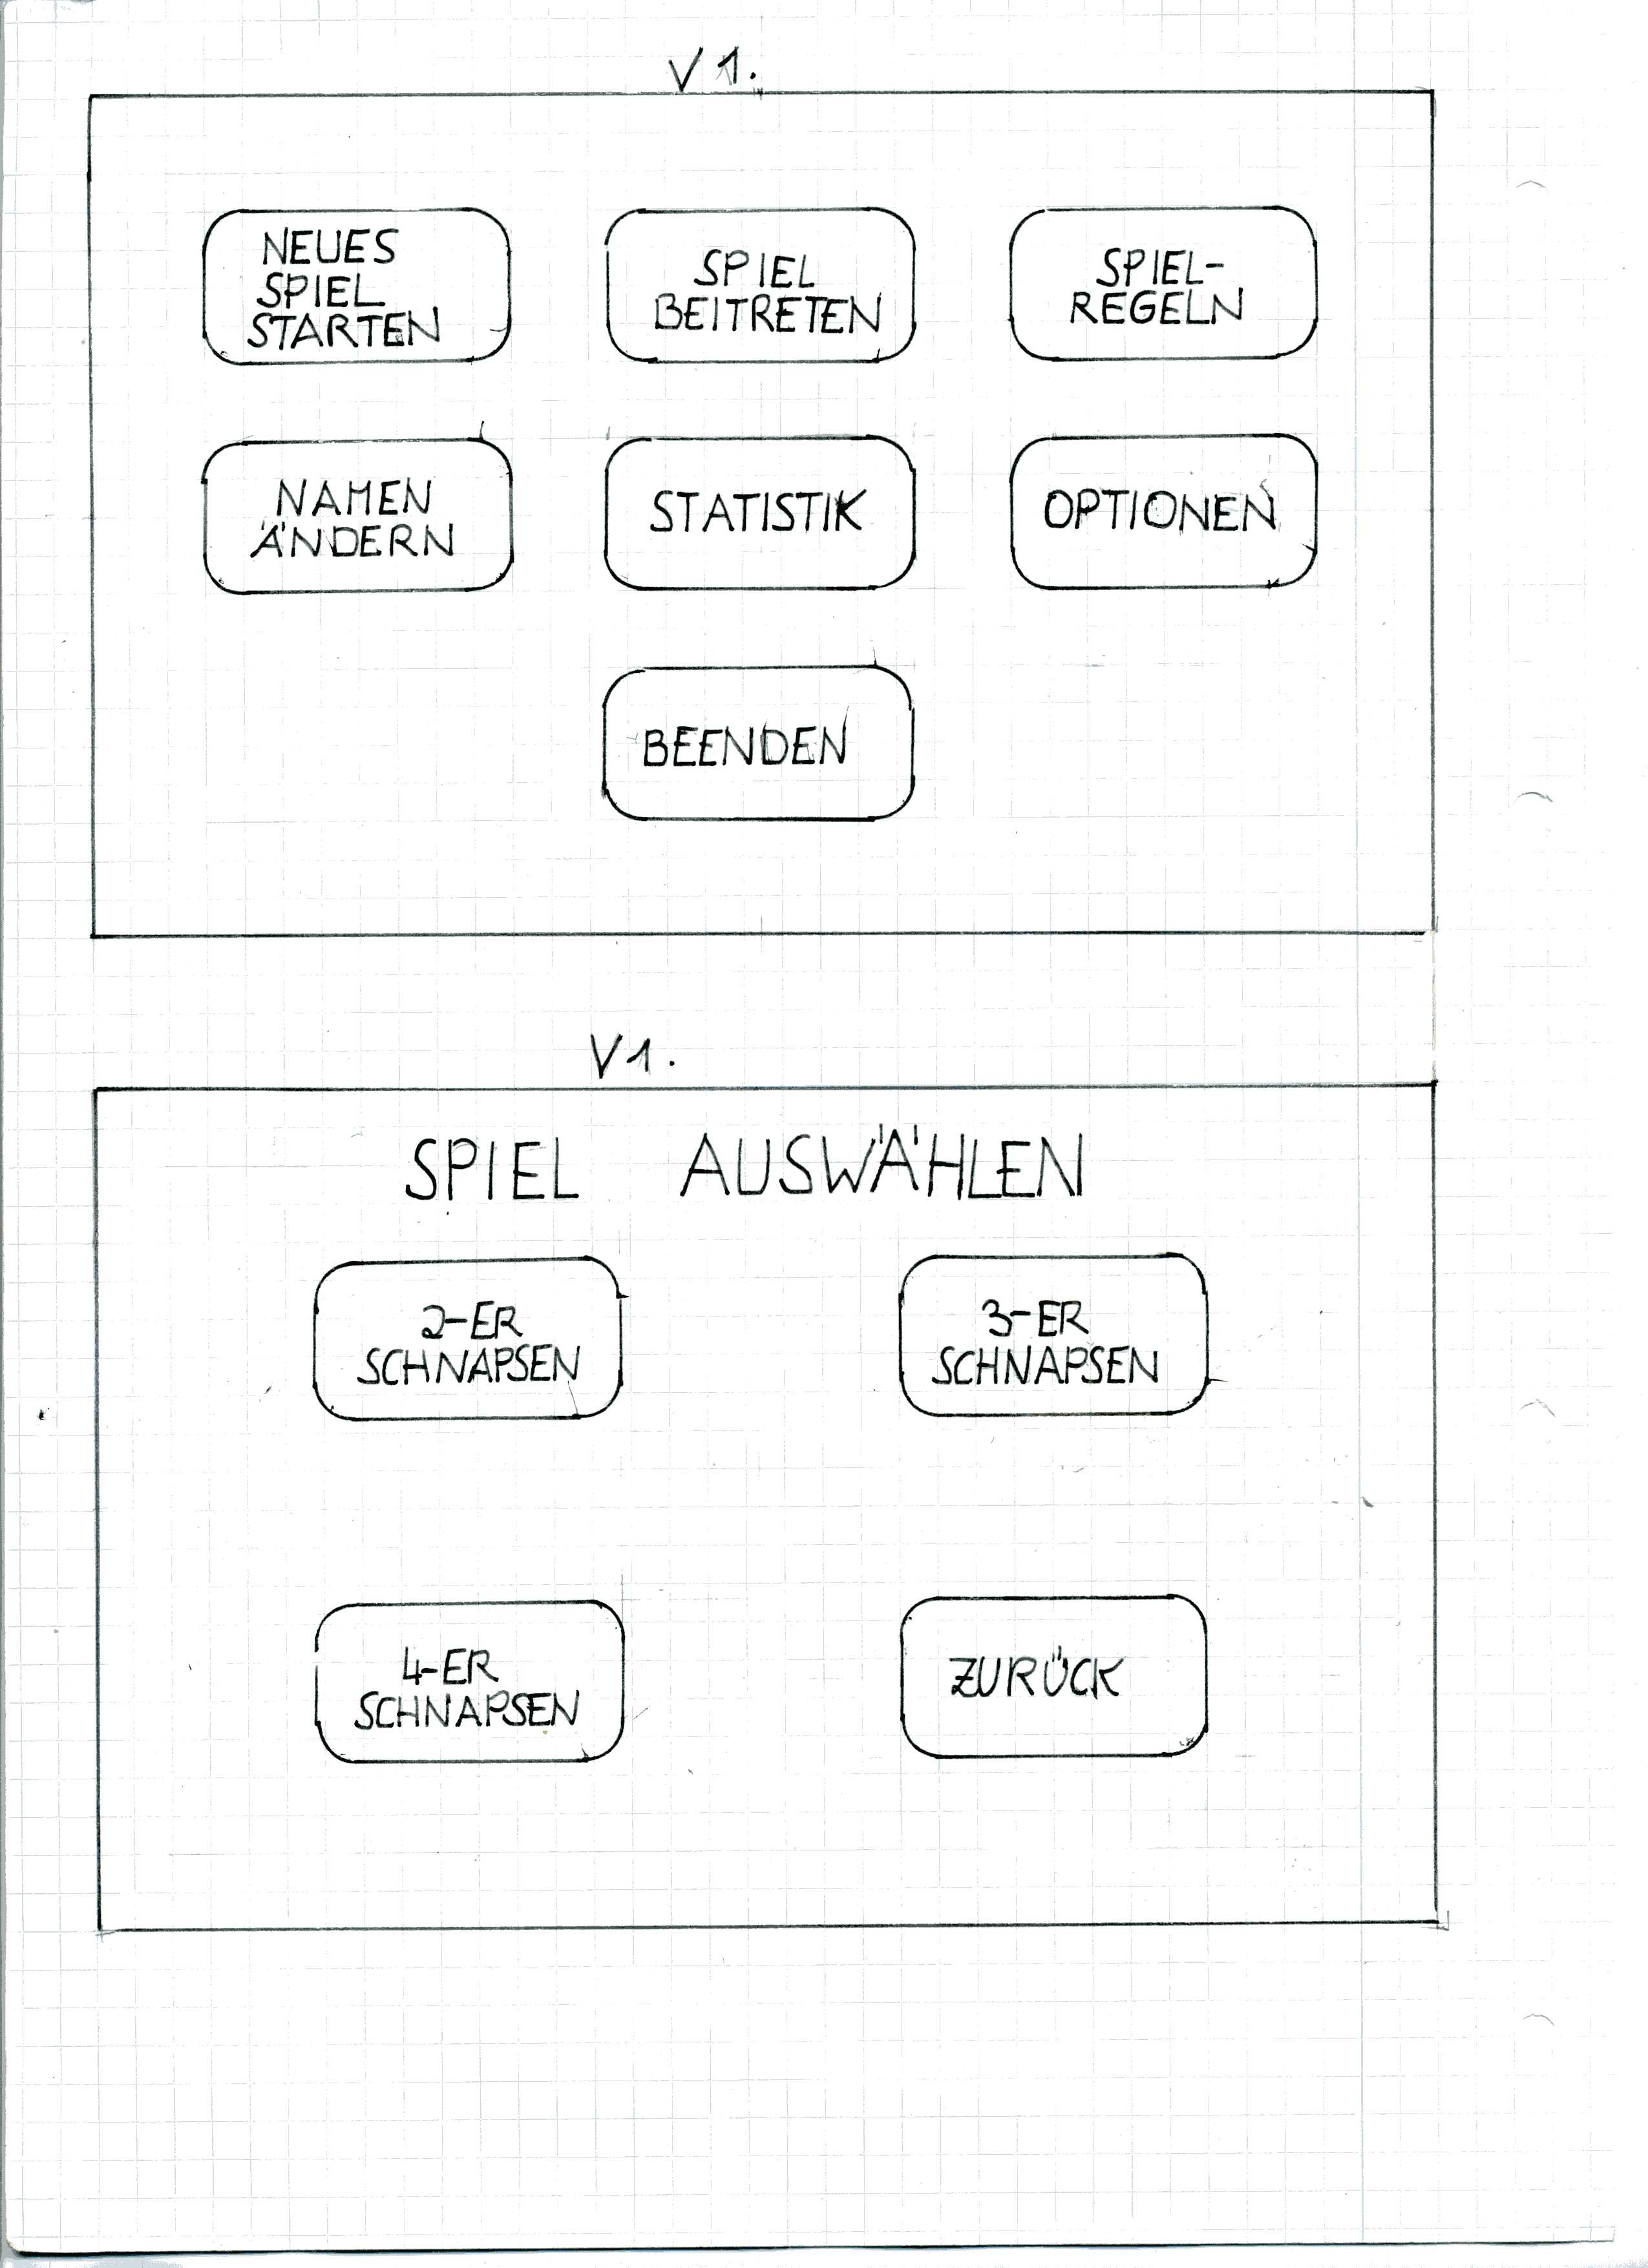 V1.
NEUES
SPIEL
STARTEN
SPIEL
BEITRETEN
SPIEL-
REGELN
NAMEN
ÄNDERN
STATISTIK
OPTIONEN
BEENDEN
V1.
SPIEL AUSWÄHLEN
2-ER
SCHNAPSEN
3-ER
SCHNAPSEN
4-ER
SCHNAPSEN
ZURÜCK